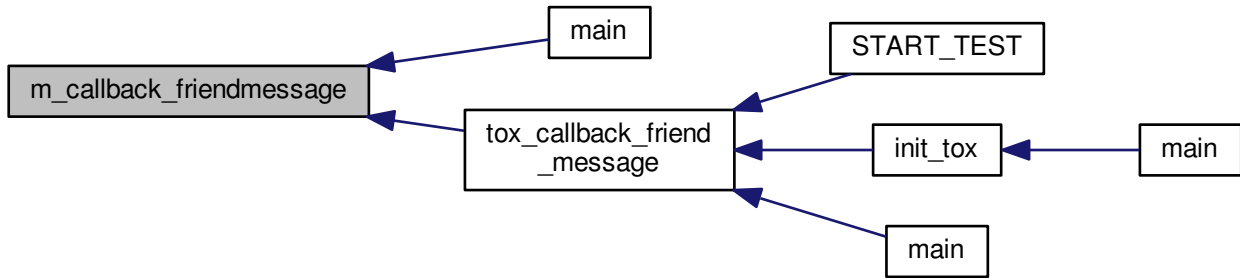 m_callback_friendmessage
main
tox_callback_friend
_message
START_TEST
init_tox
main
main